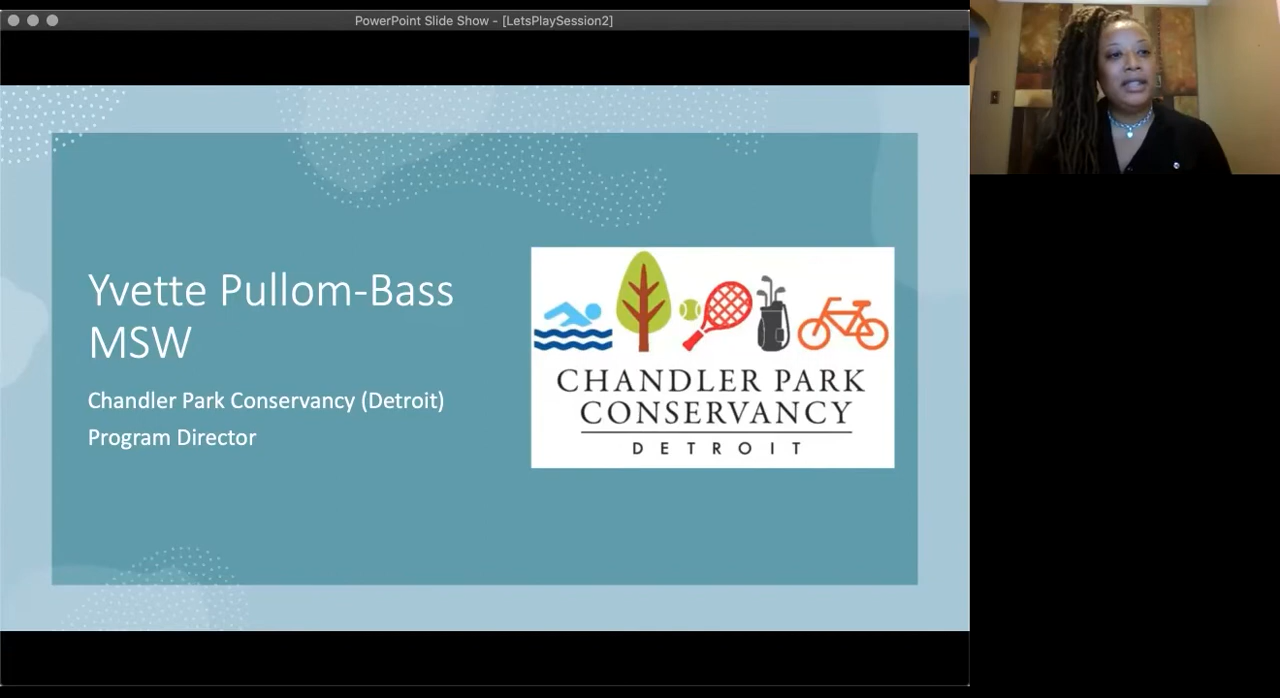 PowerPoint Slide Show - [LetsPlaySession2]
Yvette Pullom-Bass
MSW
Chandler Park Conservancy (Detroit)
Program Director
CHANDLER PARK
CONSERVANCY
DETROIT